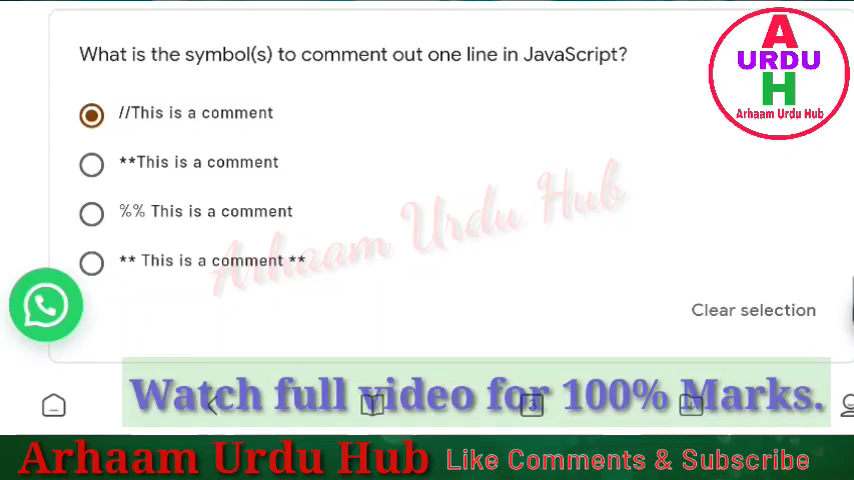 What is the symbol(s) to comment out one line in JavaScript?
//This is a comment
**This is a comment
%% This is a comment
** This is a comment **
Clear selection
A
URDU
H
Arhaam Urdu Hub
Arhaam Urdu Hub
Watch full video for 100% Marks.
3
Arhaam Urdu Hub Like Comments & Subscribe